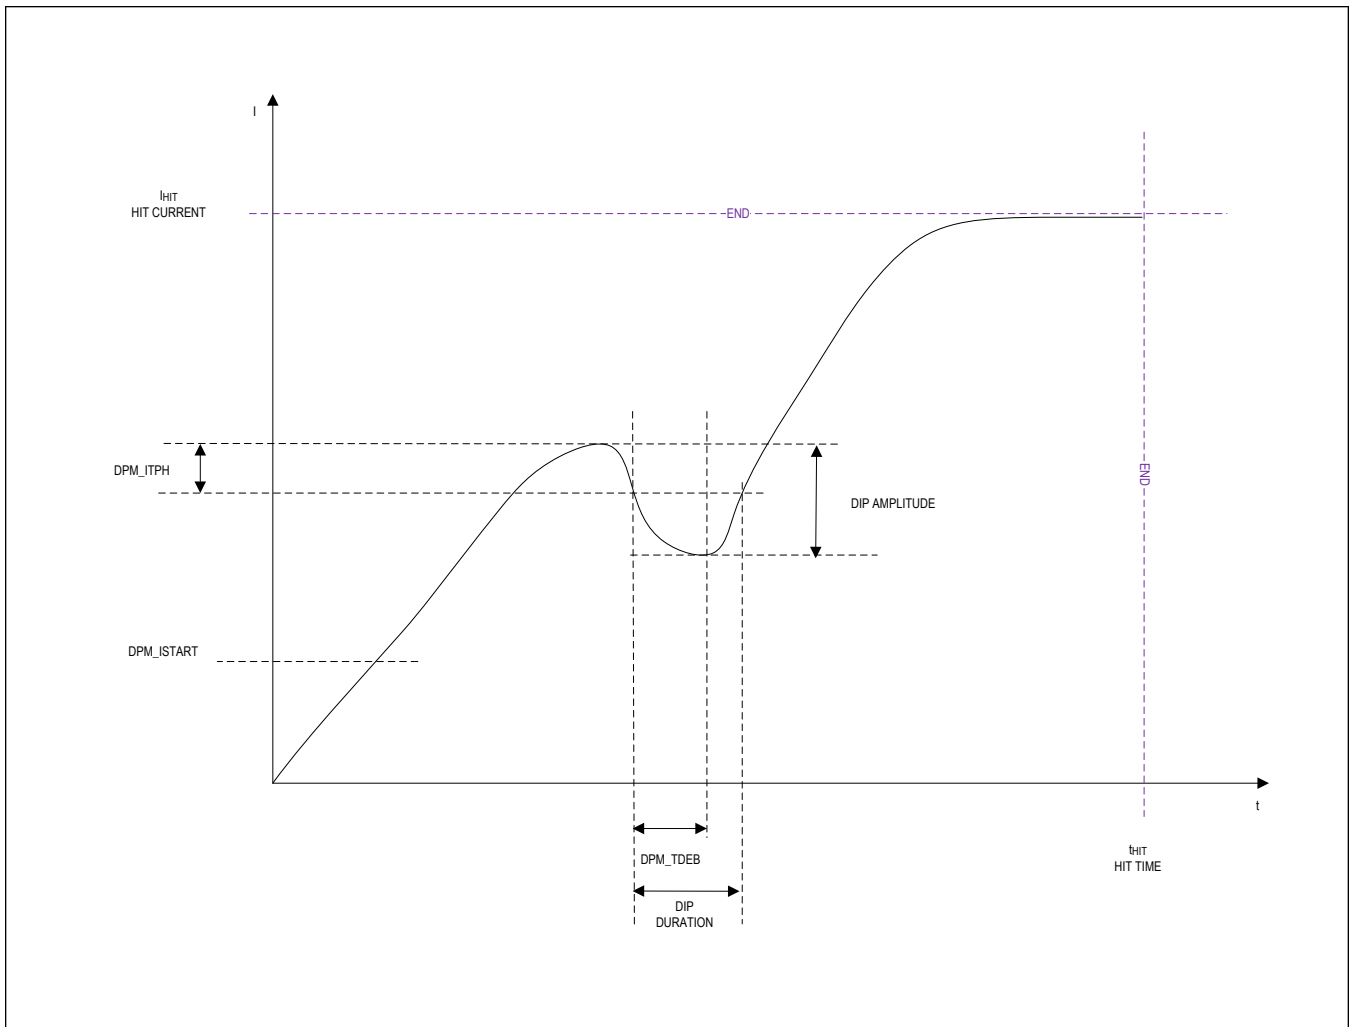 I
IHIT
HIT CURRENT
END
DPM_ITPH
DIP AMPLITUDE
END
DPM_ISTART
t
DPM_TDEB
tHIT
HIT TIME
DIP
DURATION